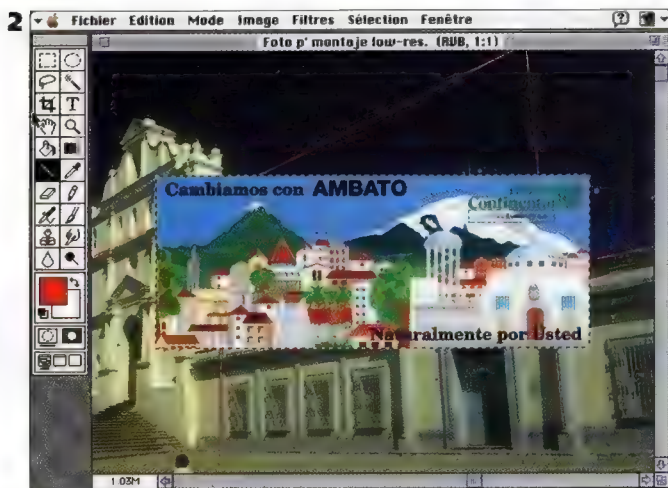 2
Fichier Edition Mode Image Filtres Sélection Fenêtre
Foto p' montaje low-res. (RVB, 1:1)
T
Cambiamos con AMBATO
Continental
Naturalmente por Usted
1 03M